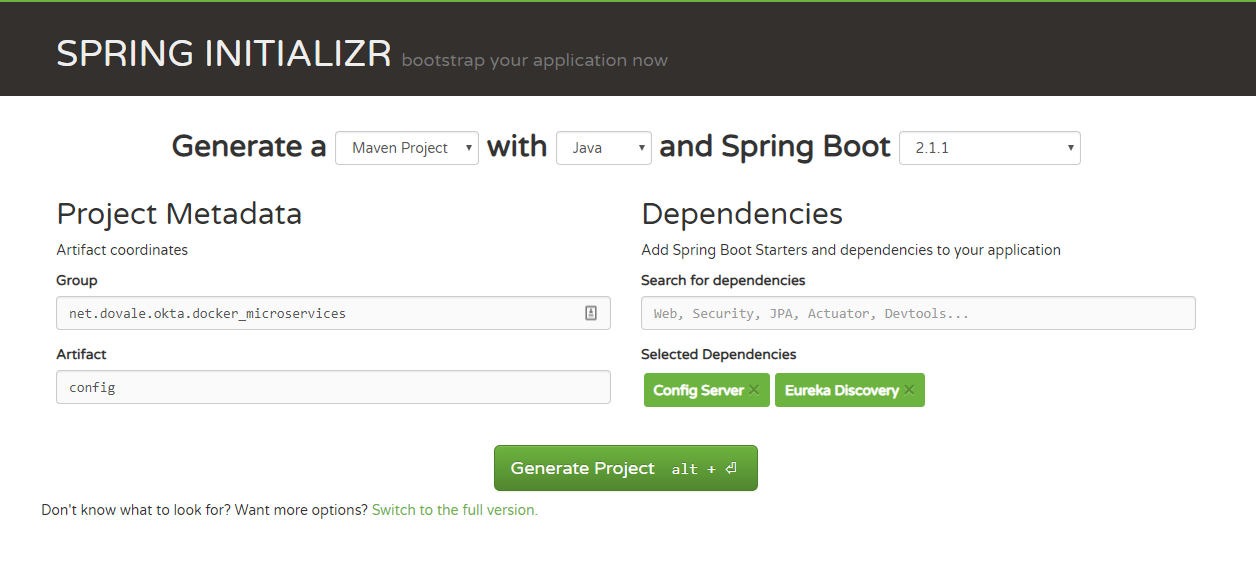 SPRING INITIALIZR bootstrap your application now
Generate a Maven Project with Java and Spring Boot 2.1.1
Project Metadata
Artifact coordinates
Group
net.dovale.okta.docker_microservices
Artifact
config
Dependencies
Add Spring Boot Starters and dependencies to your application
Search for dependencies
Web, Security, JPA, Actuator, Devtools...
Selected Dependencies
Config Server × Eureka Discovery ×
Generate Project alt + ⏎
Don't know what to look for? Want more options? Switch to the full version.